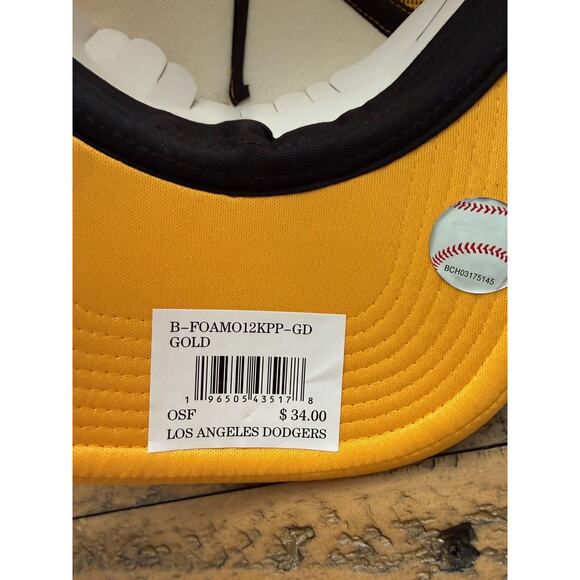 BCH03175145
B-FOAMO12KPP-GD
GOLD
1 96505 43517 8
OSF $ 34.00
LOS ANGELES DODGERS